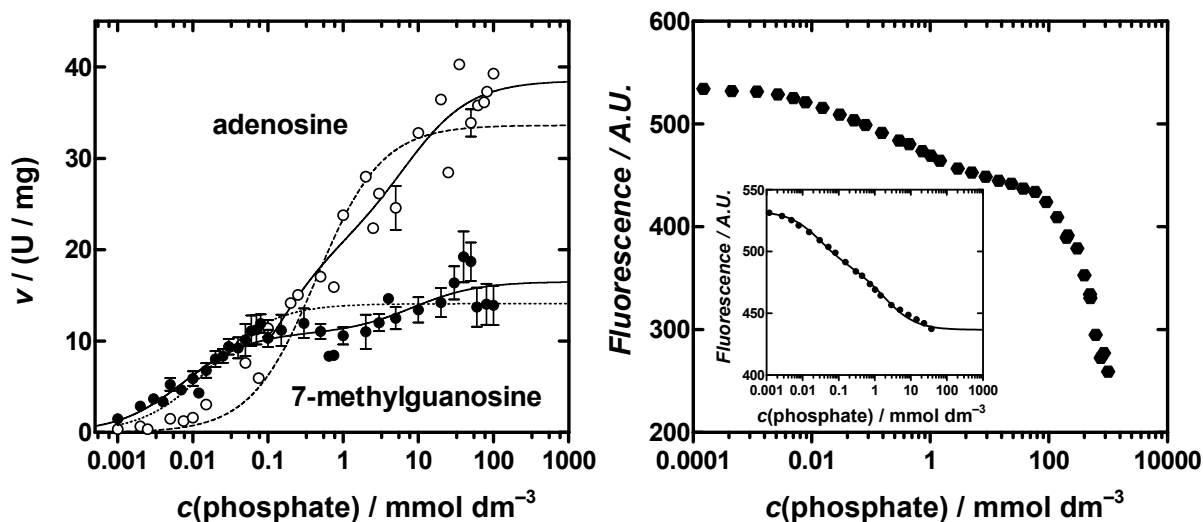 v / (U / mg)
40
30
20
10
0
adenosine
7-methylguanosine
0.001 0.01 0.1 1 10 100 1000
c(phosphate) / mmol dm⁻³
Fluorescence / A.U.
600
500
400
300
200
0.0001 0.01 1 100 10000
c(phosphate) / mmol dm⁻³
Fluorescence / A.U.
550
500
450
400
0.001 0.01 0.1 1 10 100 1000
c(phosphate) / mmol dm⁻³